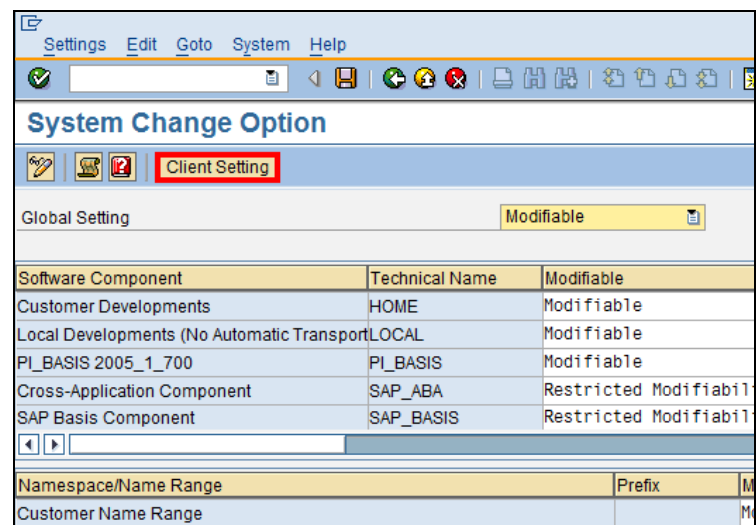 Settings Edit Goto System Help
System Change Option
Client Setting
Global Setting Modifiable
Software Component Technical Name Modifiable
Customer Developments HOME Modifiable
Local Developments (No Automatic Transport LOCAL Modifiable
PI_BASIS 2005_1_700 PI_BASIS Modifiable
Cross-Application Component SAP_ABA Restricted Modifiabil
SAP Basis Component SAP_BASIS Restricted Modifiabil
Namespace/Name Range Prefix M
Customer Name Range Mo